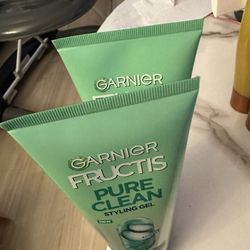 GARNIER
GARNIER
FRUCTIS
PURE
CLEAN
STYLING GEL